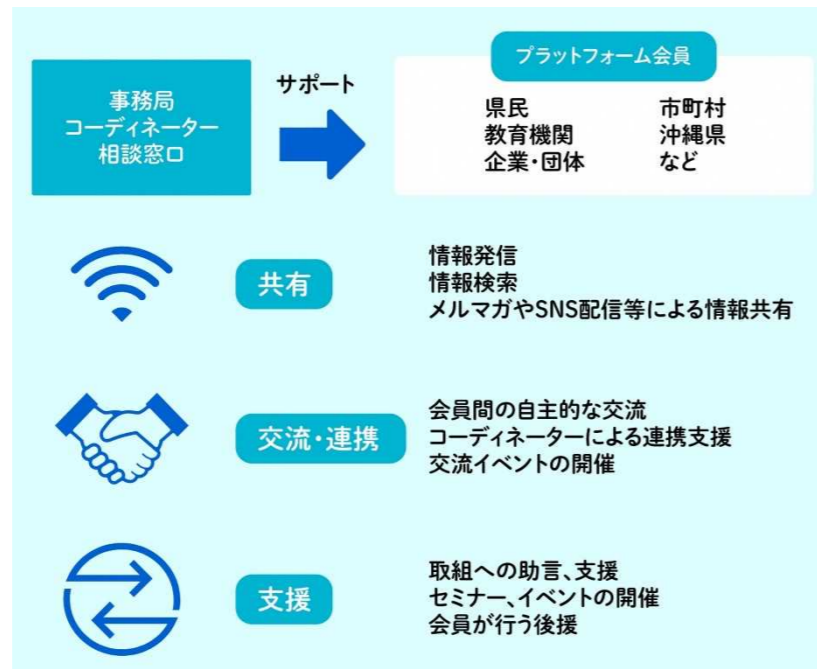 事務局
コーディネーター
相談窓口
サポート
プラットフォーム会員
県民
教育機関
企業・団体
市町村
沖縄県
など
共有
情報発信
情報検索
メルマガやSNS配信等による情報共有
交流・連携
会員間の自主的な交流
コーディネーターによる連携支援
交流イベントの開催
支援
取組への助言、支援
セミナー、イベントの開催
会員が行う後援